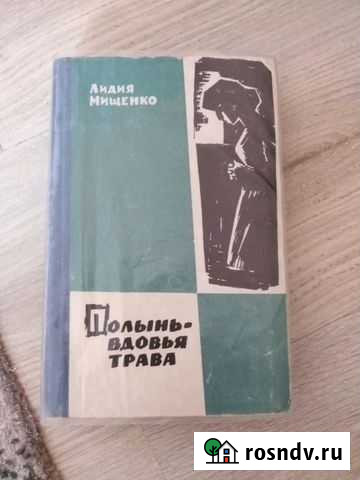 Лидия
Мищенко
Полынь-
вдовья
трава
rosndv.ru